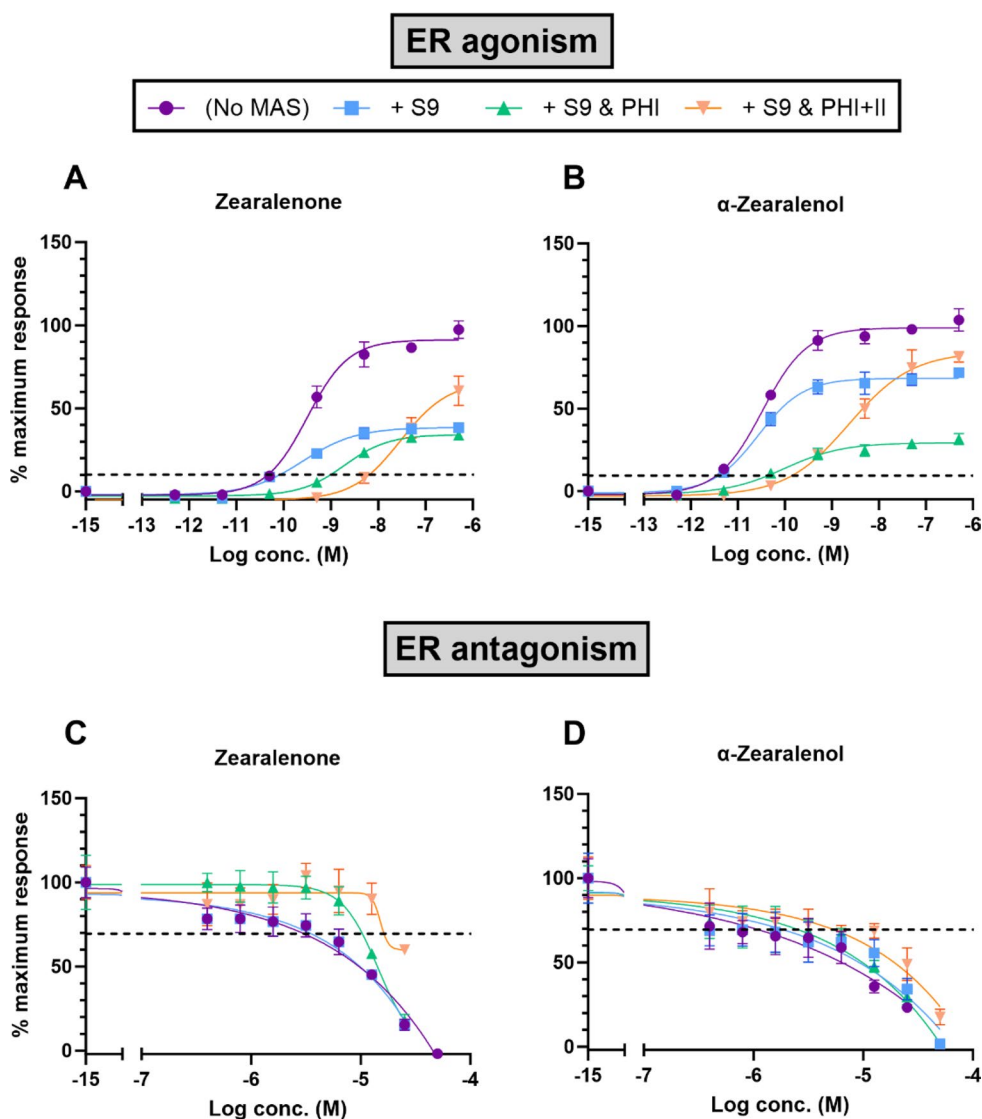 ER agonism
(No MAS) + S9 + S9 & PHI + S9 & PHI+II
A
Zearalenone
% maximum response
150
100
50
0
-15 -13 -12 -11 -10 -9 -8 -7 -6
Log conc. (M)
B
α-Zearalenol
150
100
50
0
-15 -13 -12 -11 -10 -9 -8 -7 -6
Log conc. (M)
ER antagonism
C
Zearalenone
% maximum response
150
100
50
0
-15 -7 -6 -5 -4
Log conc. (M)
D
α-Zearalenol
150
100
50
0
-15 -7 -6 -5 -4
Log conc. (M)